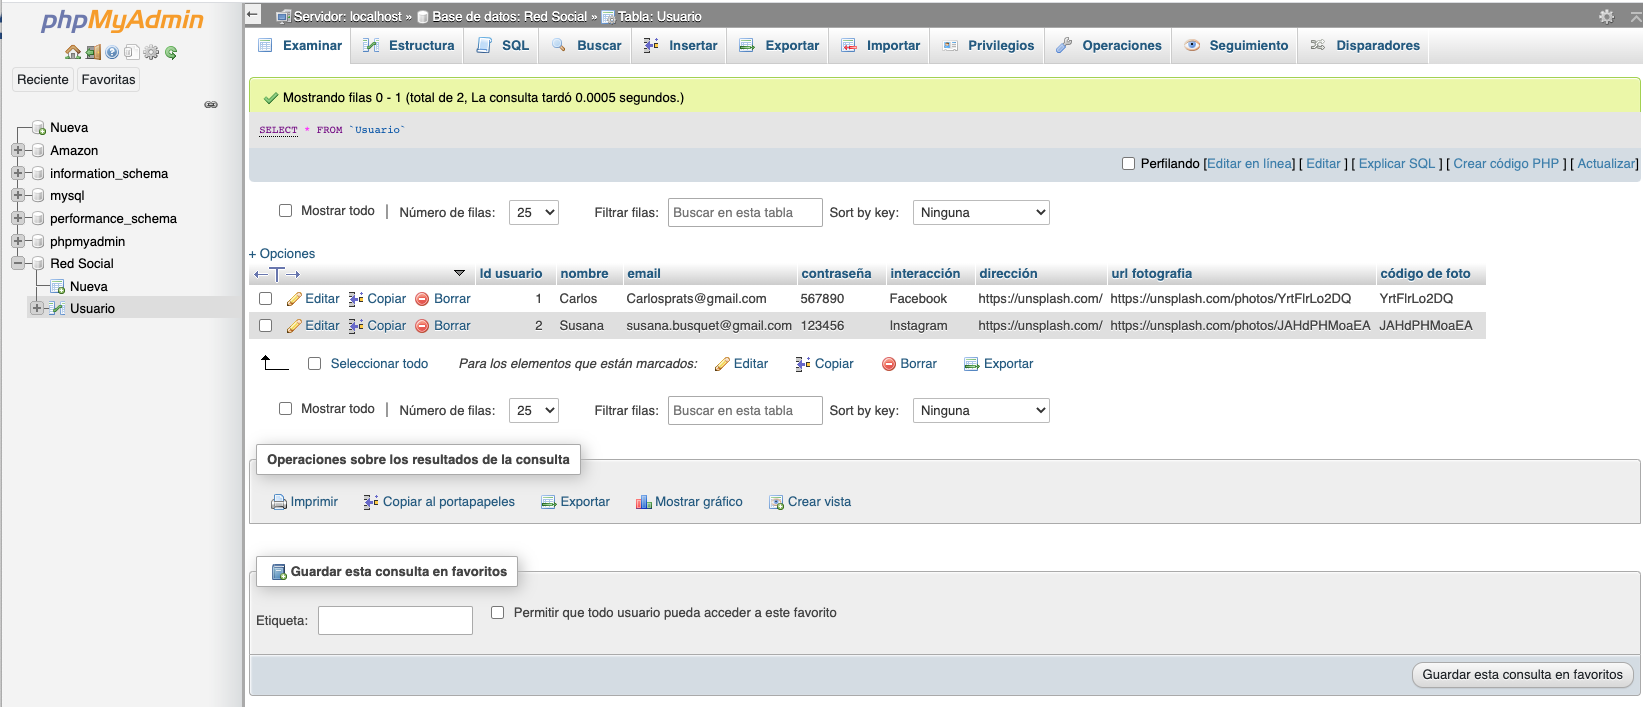 phpMyAdmin
Reciente Favoritas
Nueva
Amazon
information_schema
mysql
performance_schema
phpmyadmin
Red Social
Nueva
Usuario
Servidor: localhost » Base de datos: Red Social » Tabla: Usuario
Examinar Estructura SQL Buscar Insertar Exportar Importar Privilegios Operaciones Seguimiento Disparadores
Mostrando filas 0 - 1 (total de 2, La consulta tardó 0.0005 segundos.)
SELECT * FROM `Usuario`
Perfilando [Editar en línea] [ Editar ] [ Explicar SQL ] [ Crear código PHP ] [ Actualizar]
Mostrar todo | Número de filas: 25 Filtrar filas: Buscar en esta tabla Sort by key: Ninguna
+ Opciones
←T→ Id usuario nombre email contraseña interacción dirección url fotografia código de foto
Editar Copiar Borrar 1 Carlos Carlosprats@gmail.com 567890 Facebook https://unsplash.com/ https://unsplash.com/photos/YrtFlrLo2DQ YrtFlrLo2DQ
Editar Copiar Borrar 2 Susana susana.busquet@gmail.com 123456 Instagram https://unsplash.com/ https://unsplash.com/photos/JAHdPHMoaEA JAHdPHMoaEA
Seleccionar todo Para los elementos que están marcados: Editar Copiar Borrar Exportar
Mostrar todo | Número de filas: 25 Filtrar filas: Buscar en esta tabla Sort by key: Ninguna
Operaciones sobre los resultados de la consulta
Imprimir Copiar al portapapeles Exportar Mostrar gráfico Crear vista
Guardar esta consulta en favoritos
Etiqueta: Permitir que todo usuario pueda acceder a este favorito
Guardar esta consulta en favoritos